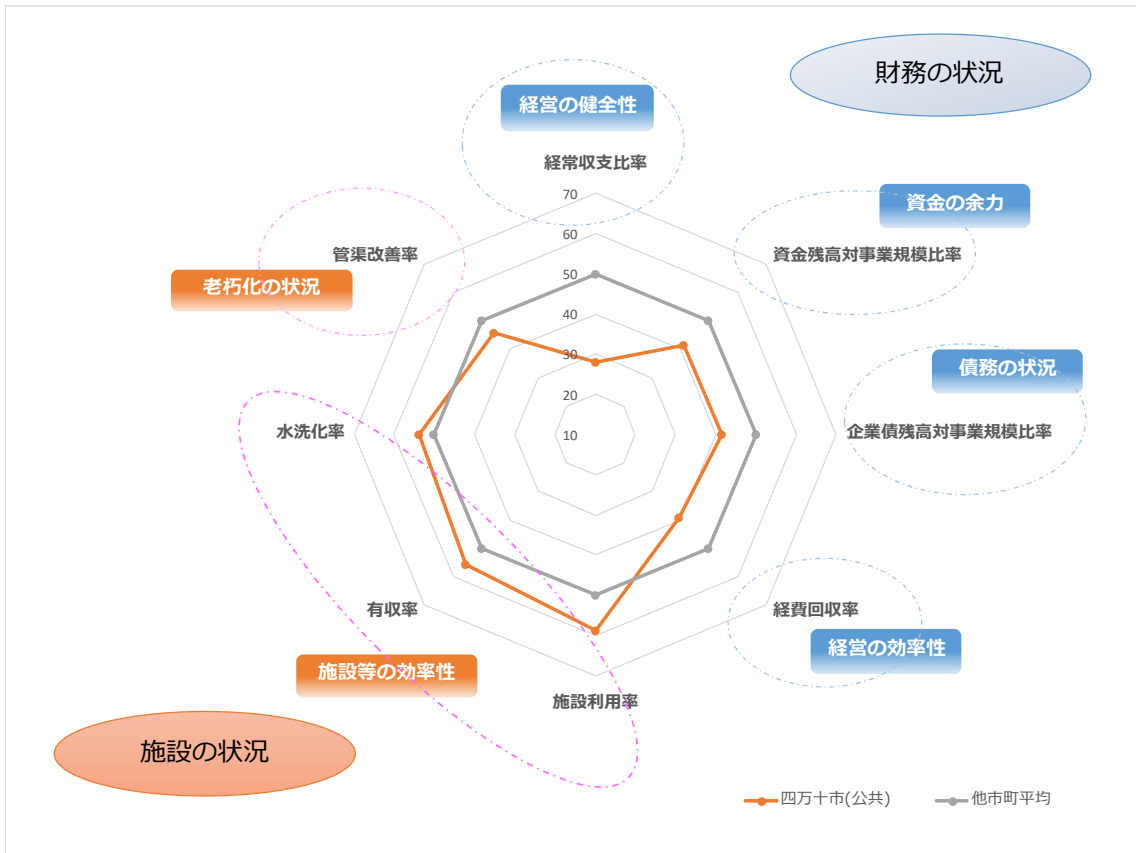 財務の状況
経営の健全性
経常収支比率
資金の余力
資金残高対事業規模比率
管渠改善率
老朽化の状況
70
60
50
40
30
20
10
債務の状況
企業債残高対事業規模比率
水洗化率
有収率
経費回収率
経営の効率性
施設等の効率性
施設利用率
施設の状況
四万十市(公共)
他市町平均